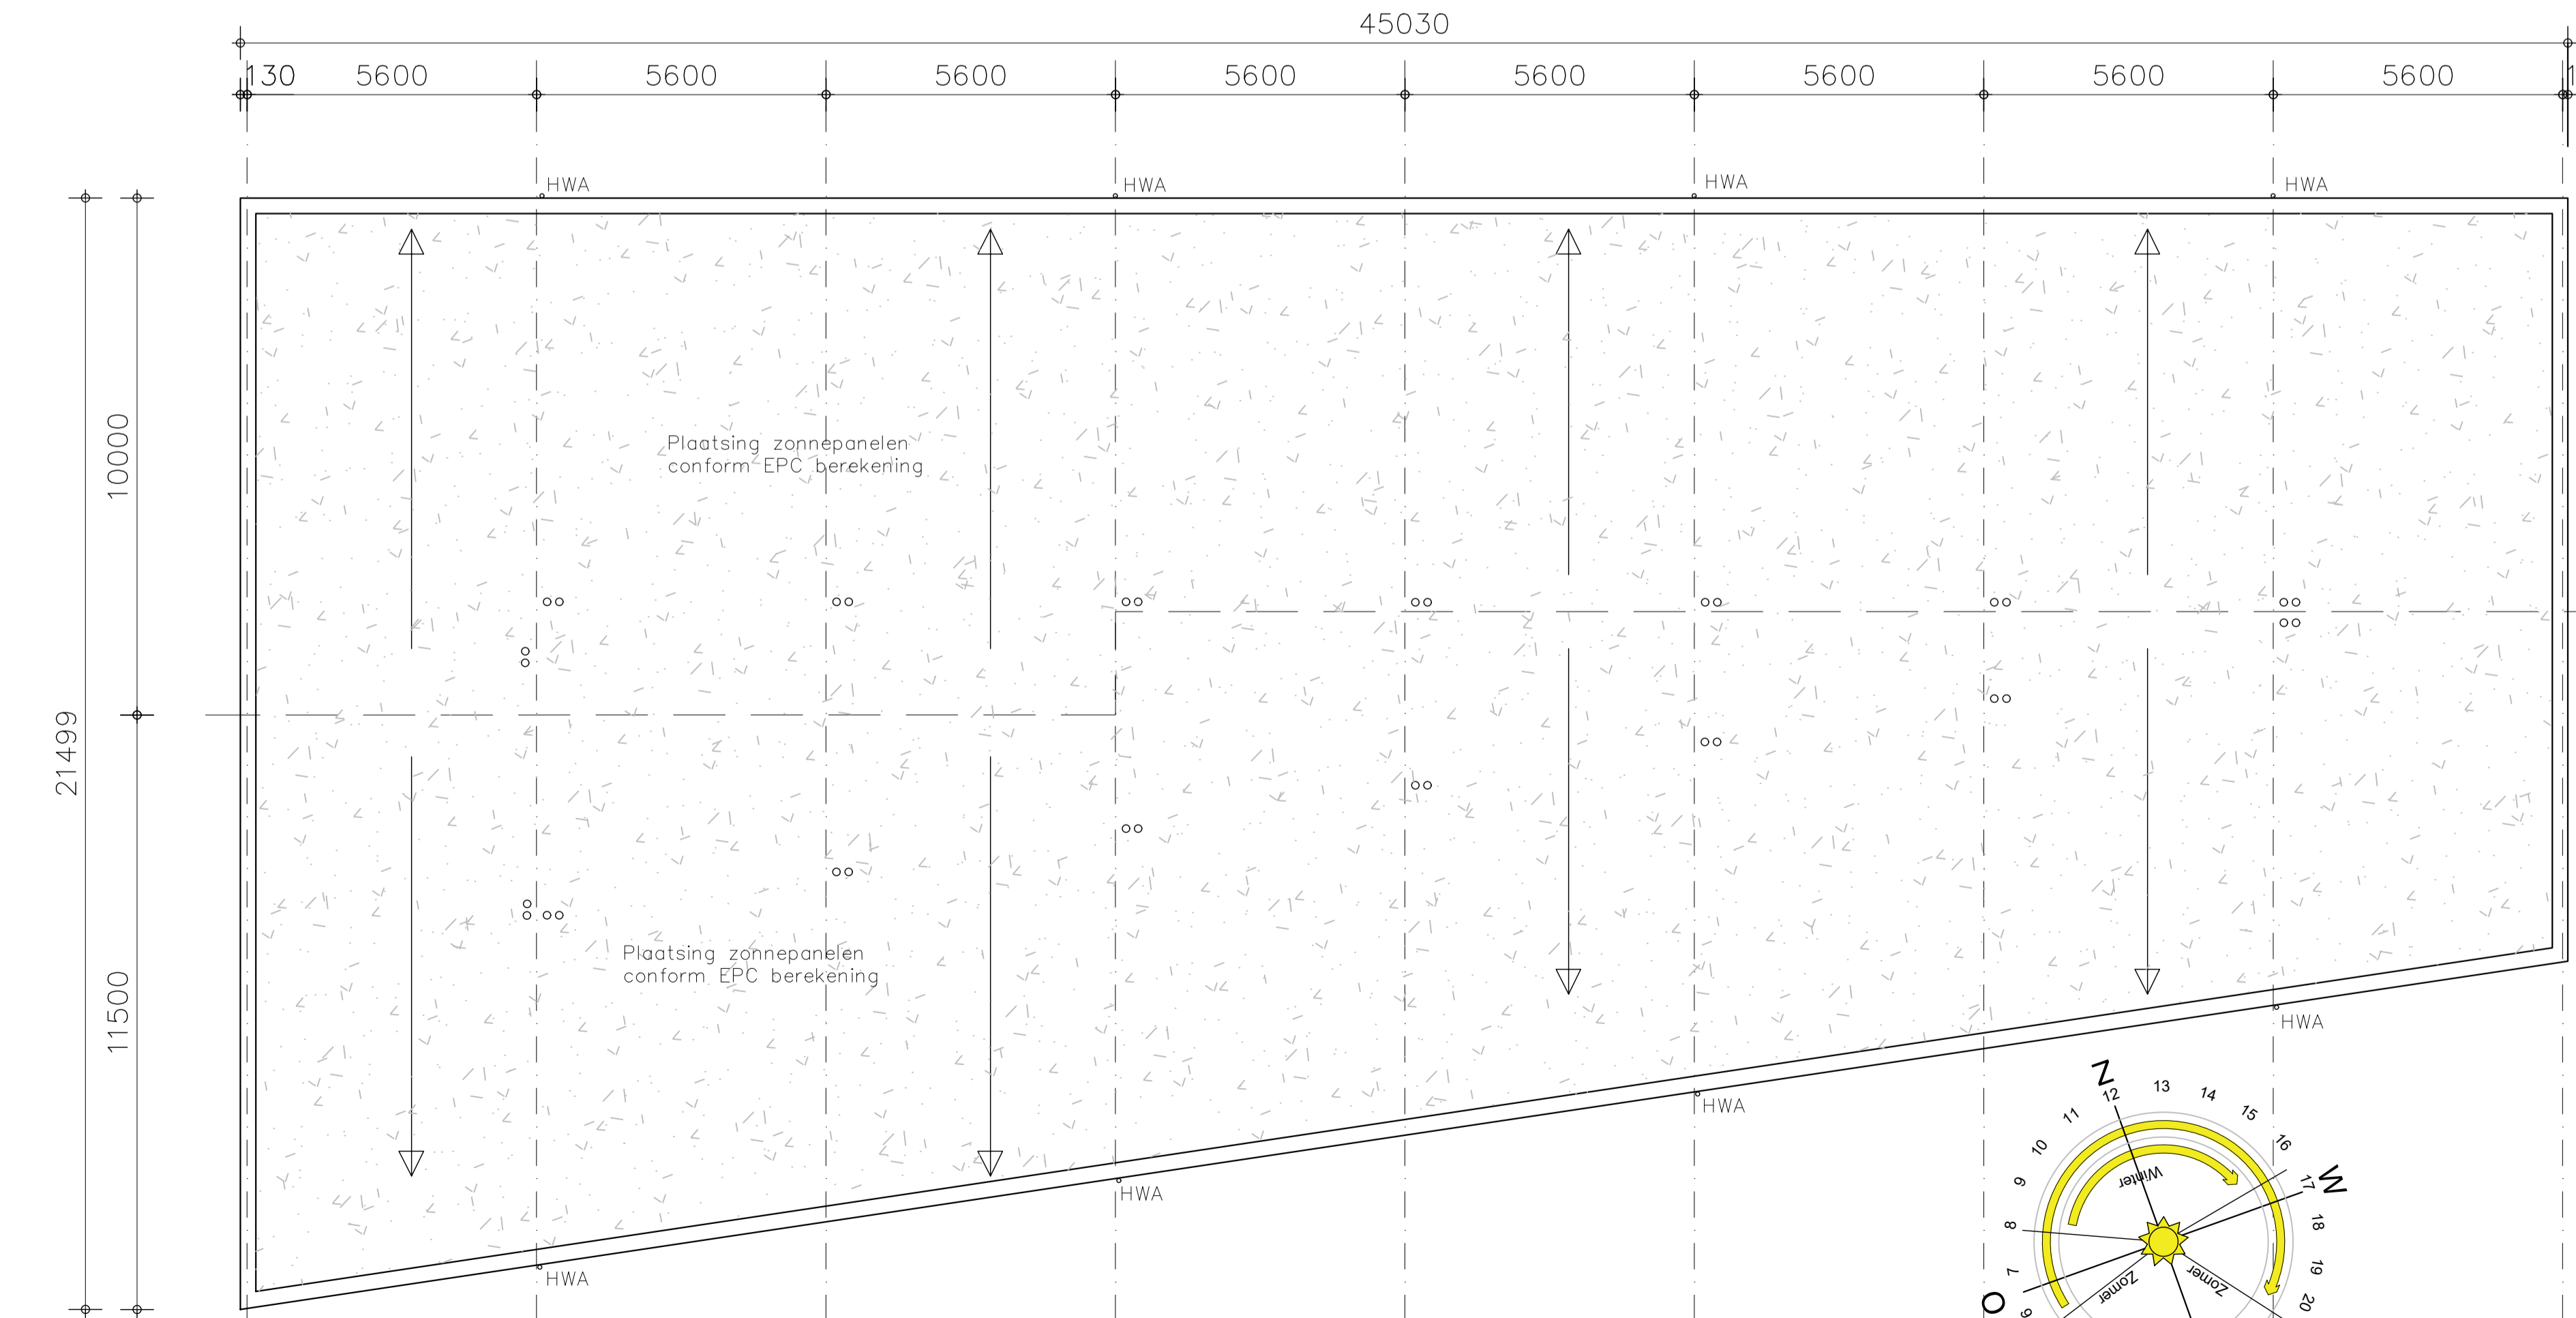 45030
130 5600 5600 5600 5600 5600 5600 5600 5600
HWA HWA HWA HWA
10000
21499
11500
Plaatsing zonnepanelen
conform EPC berekening
Plaatsing zonnepanelen
conform EPC berekening
HWA
HWA
HWA
HWA
Z
12 13 14
11 15
10 16
9 17 W
Winter
8 18
7 19
Zomer Zomer
O 6 20